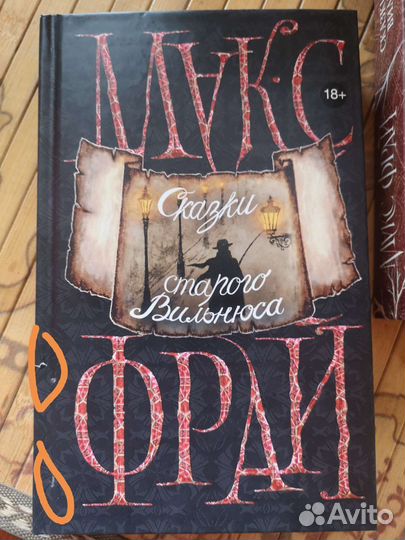 МАКС
18+
Сказки
старого
Вильнюса
ФРАЙ
Avito